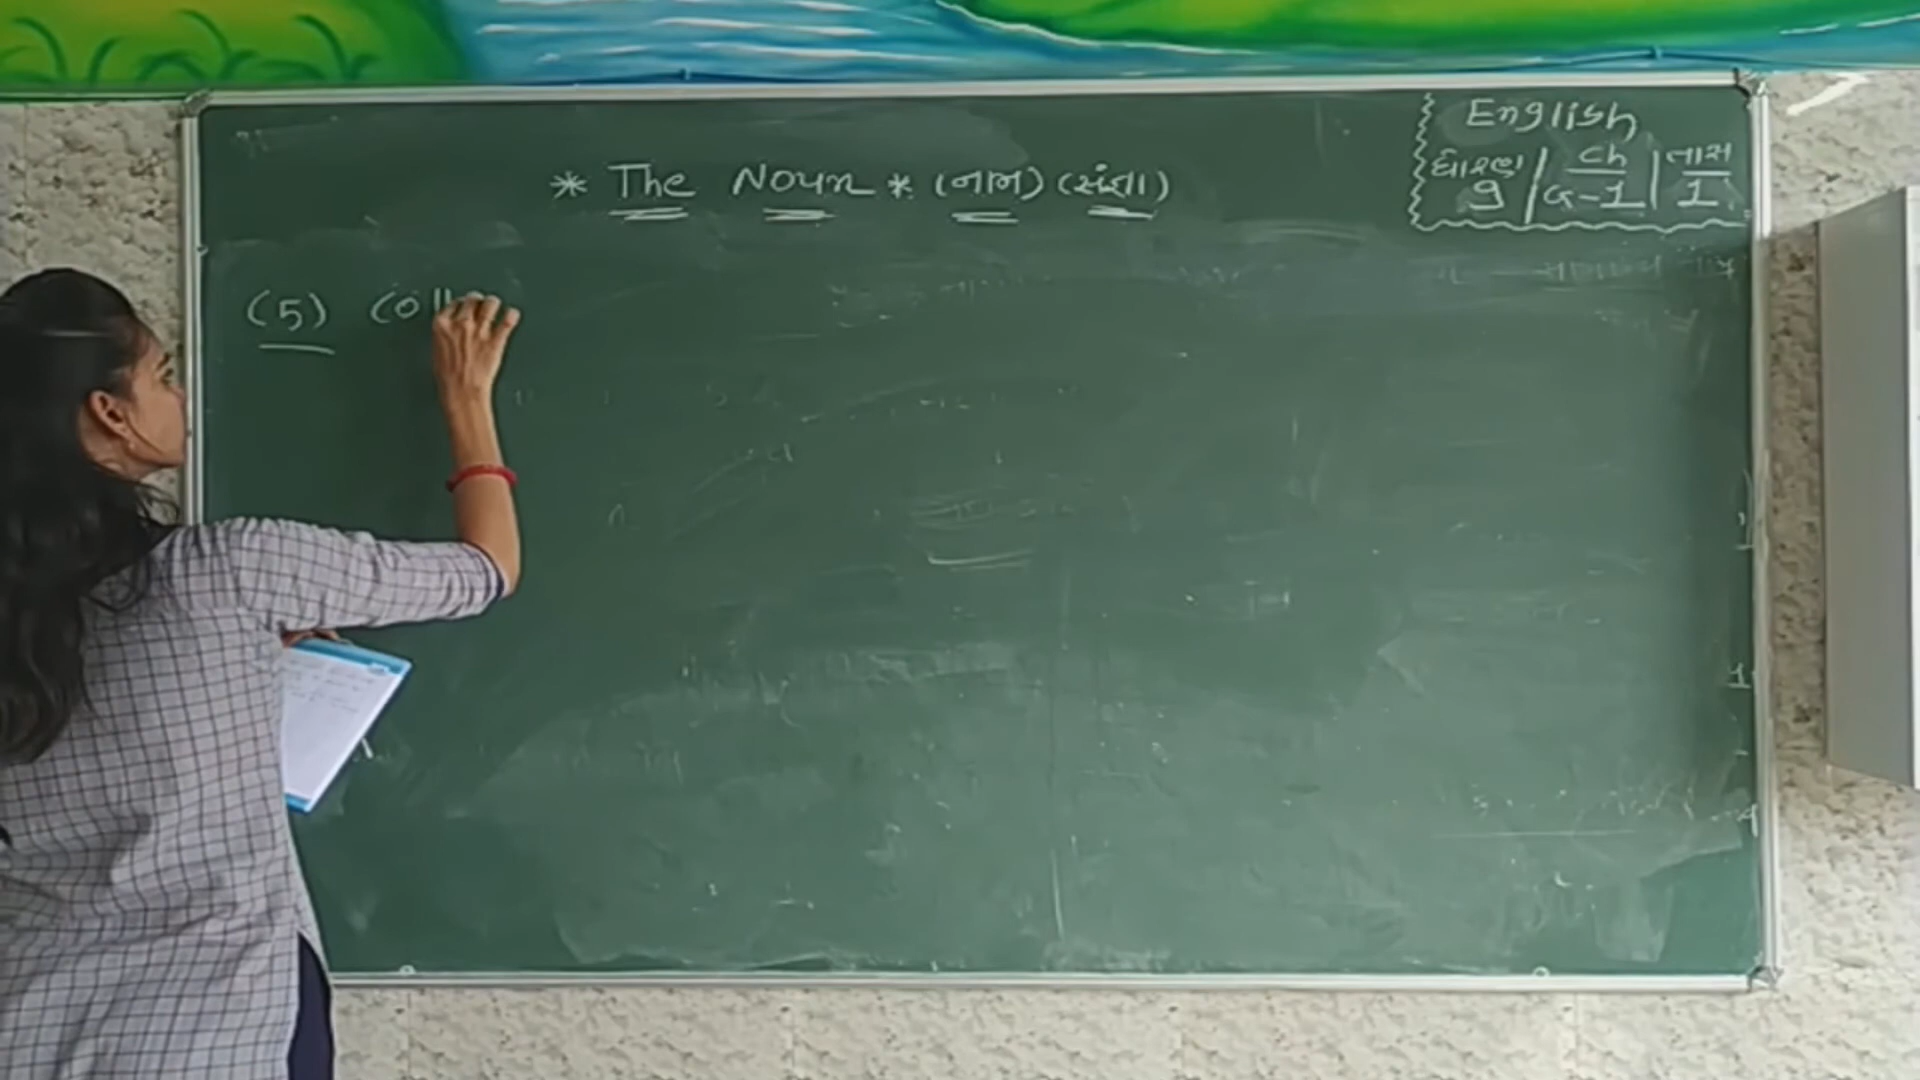 * The Noun * (નામ) (સંજ્ઞા)
English
ધોરણ 9 / Ch G-1 | તાસ 1
(5) Coll